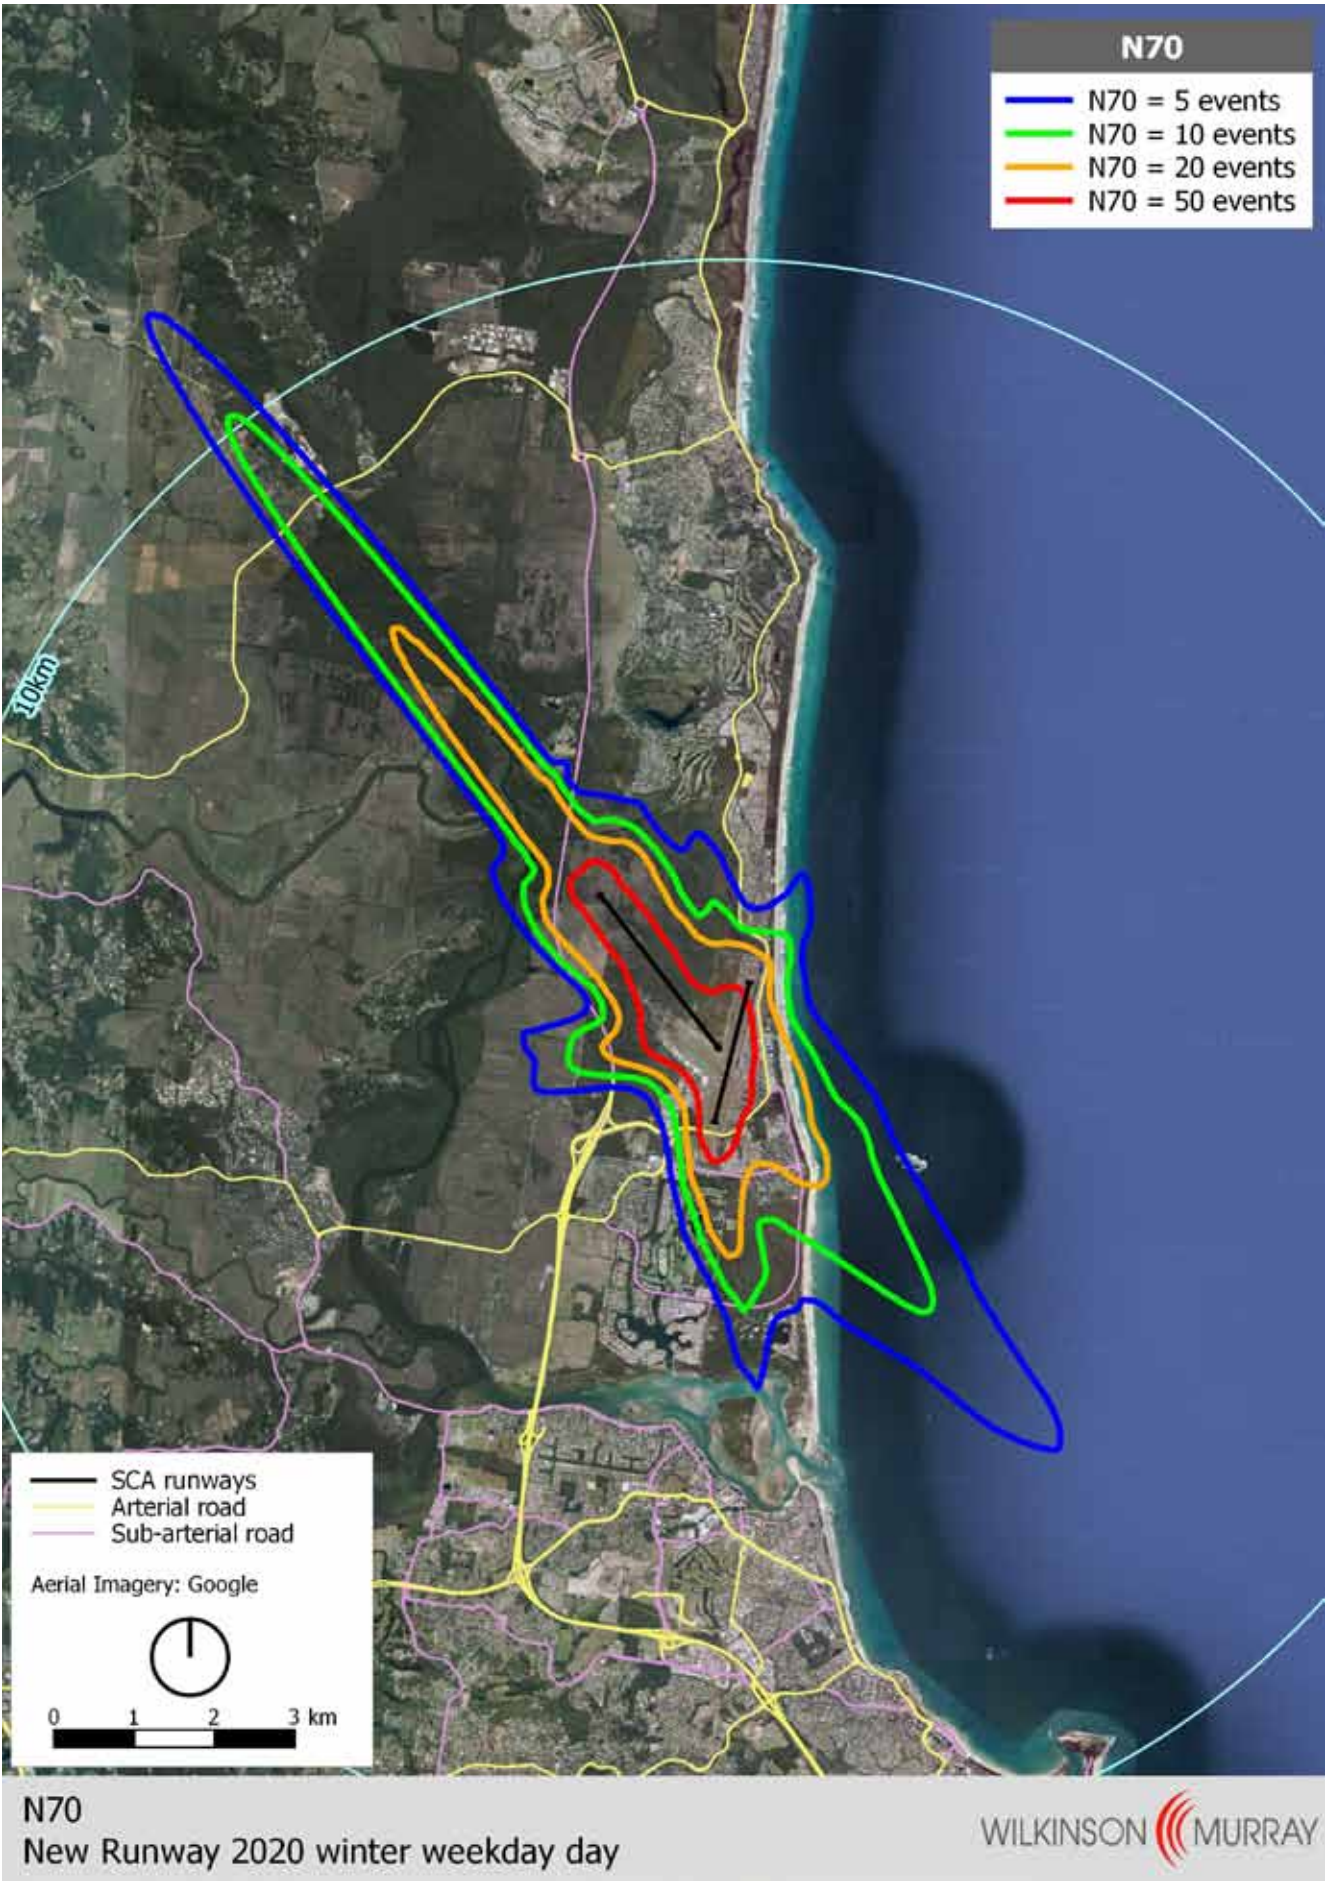 N70
N70 = 5 events
N70 = 10 events
N70 = 20 events
N70 = 50 events
10km
SCA runways
Arterial road
Sub-arterial road
Aerial Imagery: Google
0 1 2 3 km
N70
New Runway 2020 winter weekday day
WILKINSON MURRAY